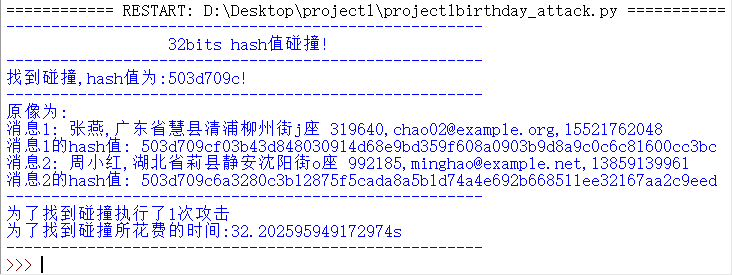 ============ RESTART: D:\Desktop\project1\project1birthday_attack.py ============
-----------------------------------------------------
32bits hash值碰撞!
-----------------------------------------------------
找到碰撞,hash值为:503d709c!
-----------------------------------------------------
原像为:
消息1: 张燕,广东省慧县清浦柳州街j座 319640,chao02@example.org,15521762048
消息1的hash值: 503d709cf03b43d848030914d68e9bd359f608a0903b9d8a9c0c6c81600cc3bc
消息2: 周小红,湖北省莉县静安沈阳街o座 992185,minghao@example.net,13859139961
消息2的hash值: 503d709c6a3280c3b12875f5cada8a5b1d74a4e692b668511ee32167aa2c9eed
-----------------------------------------------------
为了找到碰撞执行了1次攻击
为了找到碰撞所花费的时间:32.202595949172974s
-----------------------------------------------------
>>>